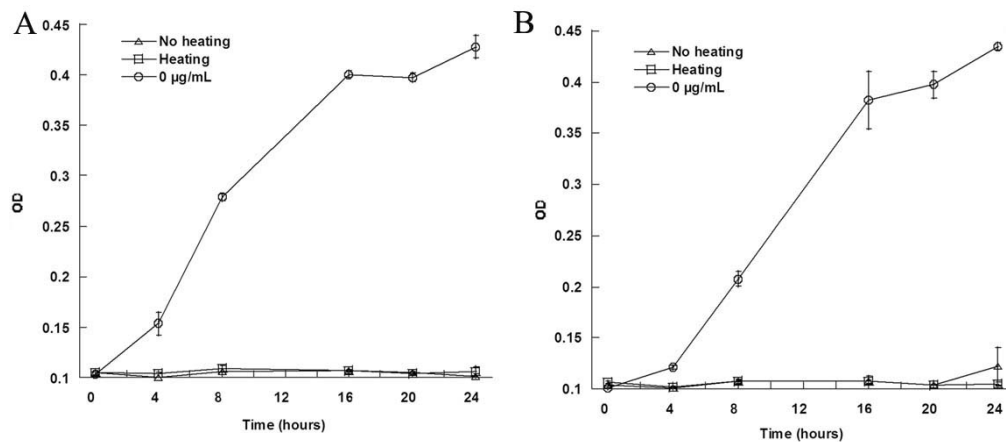 A
0.45
0.4
0.35
0.3
0.25
0.2
0.15
0.1
OD
No heating
Heating
0 µg/mL
0 4 8 12 16 20 24
Time (hours)
B
0.45
0.4
0.35
0.3
0.25
0.2
0.15
0.1
OD
No heating
Heating
0 µg/mL
0 4 8 12 16 20 24
Time (hours)